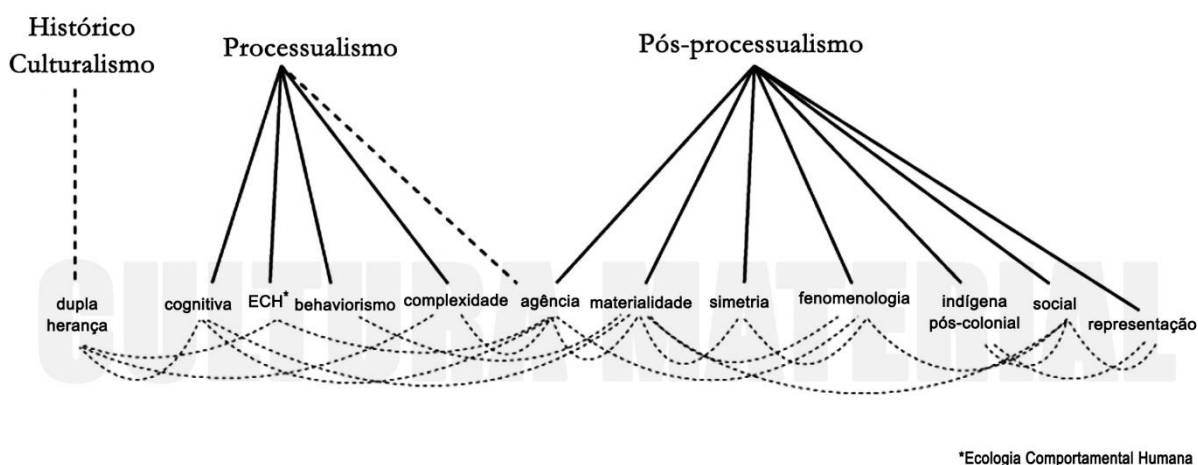 Histórico
Culturalismo
Processualismo
Pós-processualismo
CULTURA MATERIAL
dupla
herança
cognitiva
ECH*
behaviorismo
complexidade
agência
materialidade
simetria
fenomenologia
indígena
pós-colonial
social
representação
*Ecologia Comportamental Humana